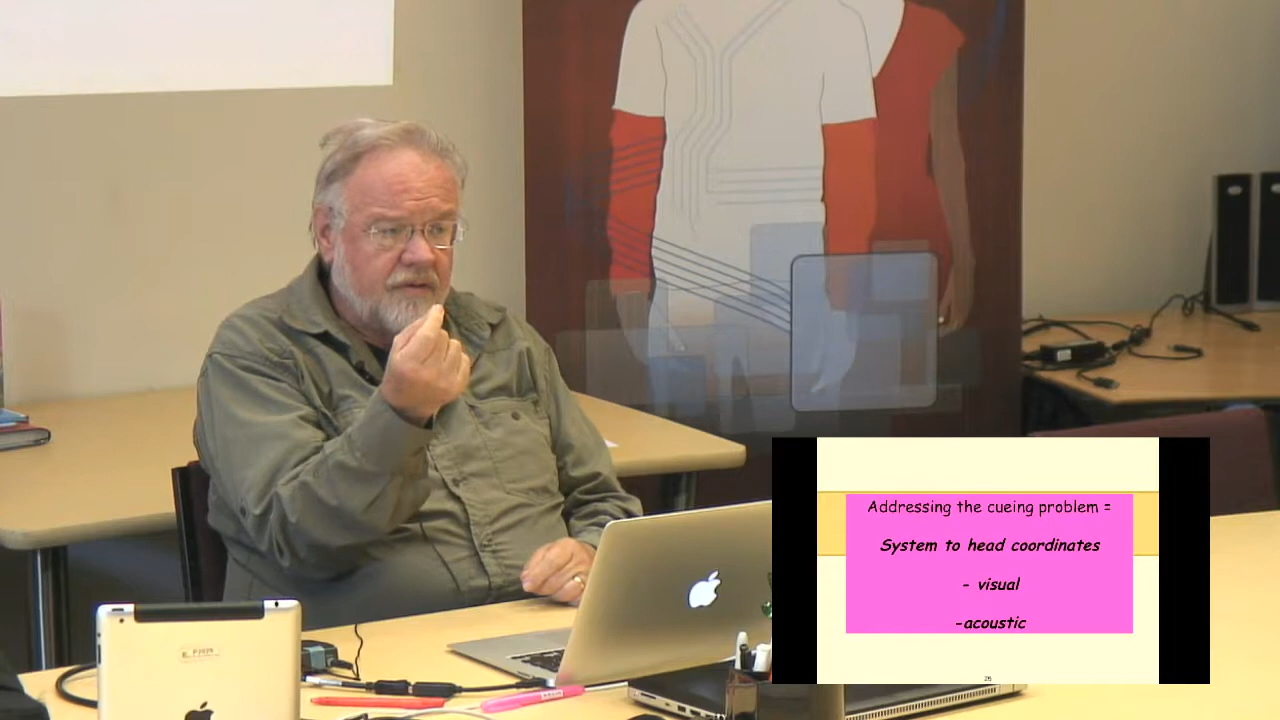 Addressing the cueing problem =
System to head coordinates
- visual
-acoustic